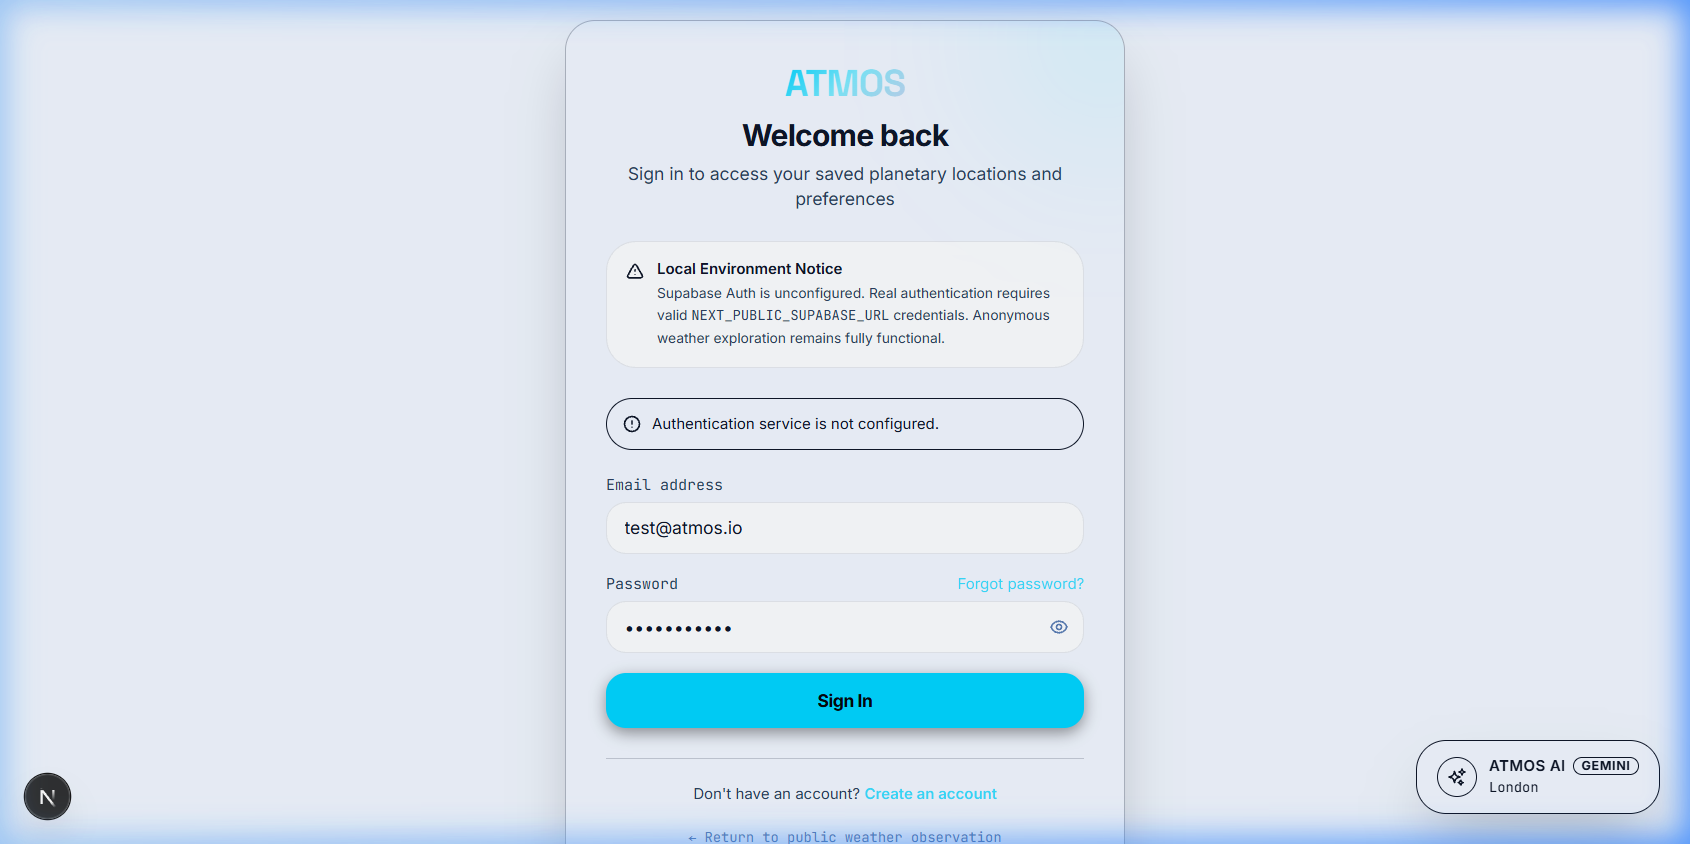 ATMOS
Welcome back
Sign in to access your saved planetary locations and
preferences
Local Environment Notice
Supabase Auth is unconfigured. Real authentication requires
valid NEXT_PUBLIC_SUPABASE_URL credentials. Anonymous
weather exploration remains fully functional.
Authentication service is not configured.
Email address
test@atmos.io
Password
Forgot password?
•••••••••••
Sign In
Don't have an account? Create an account
← Return to public weather observation
N
ATMOS AI GEMINI
London